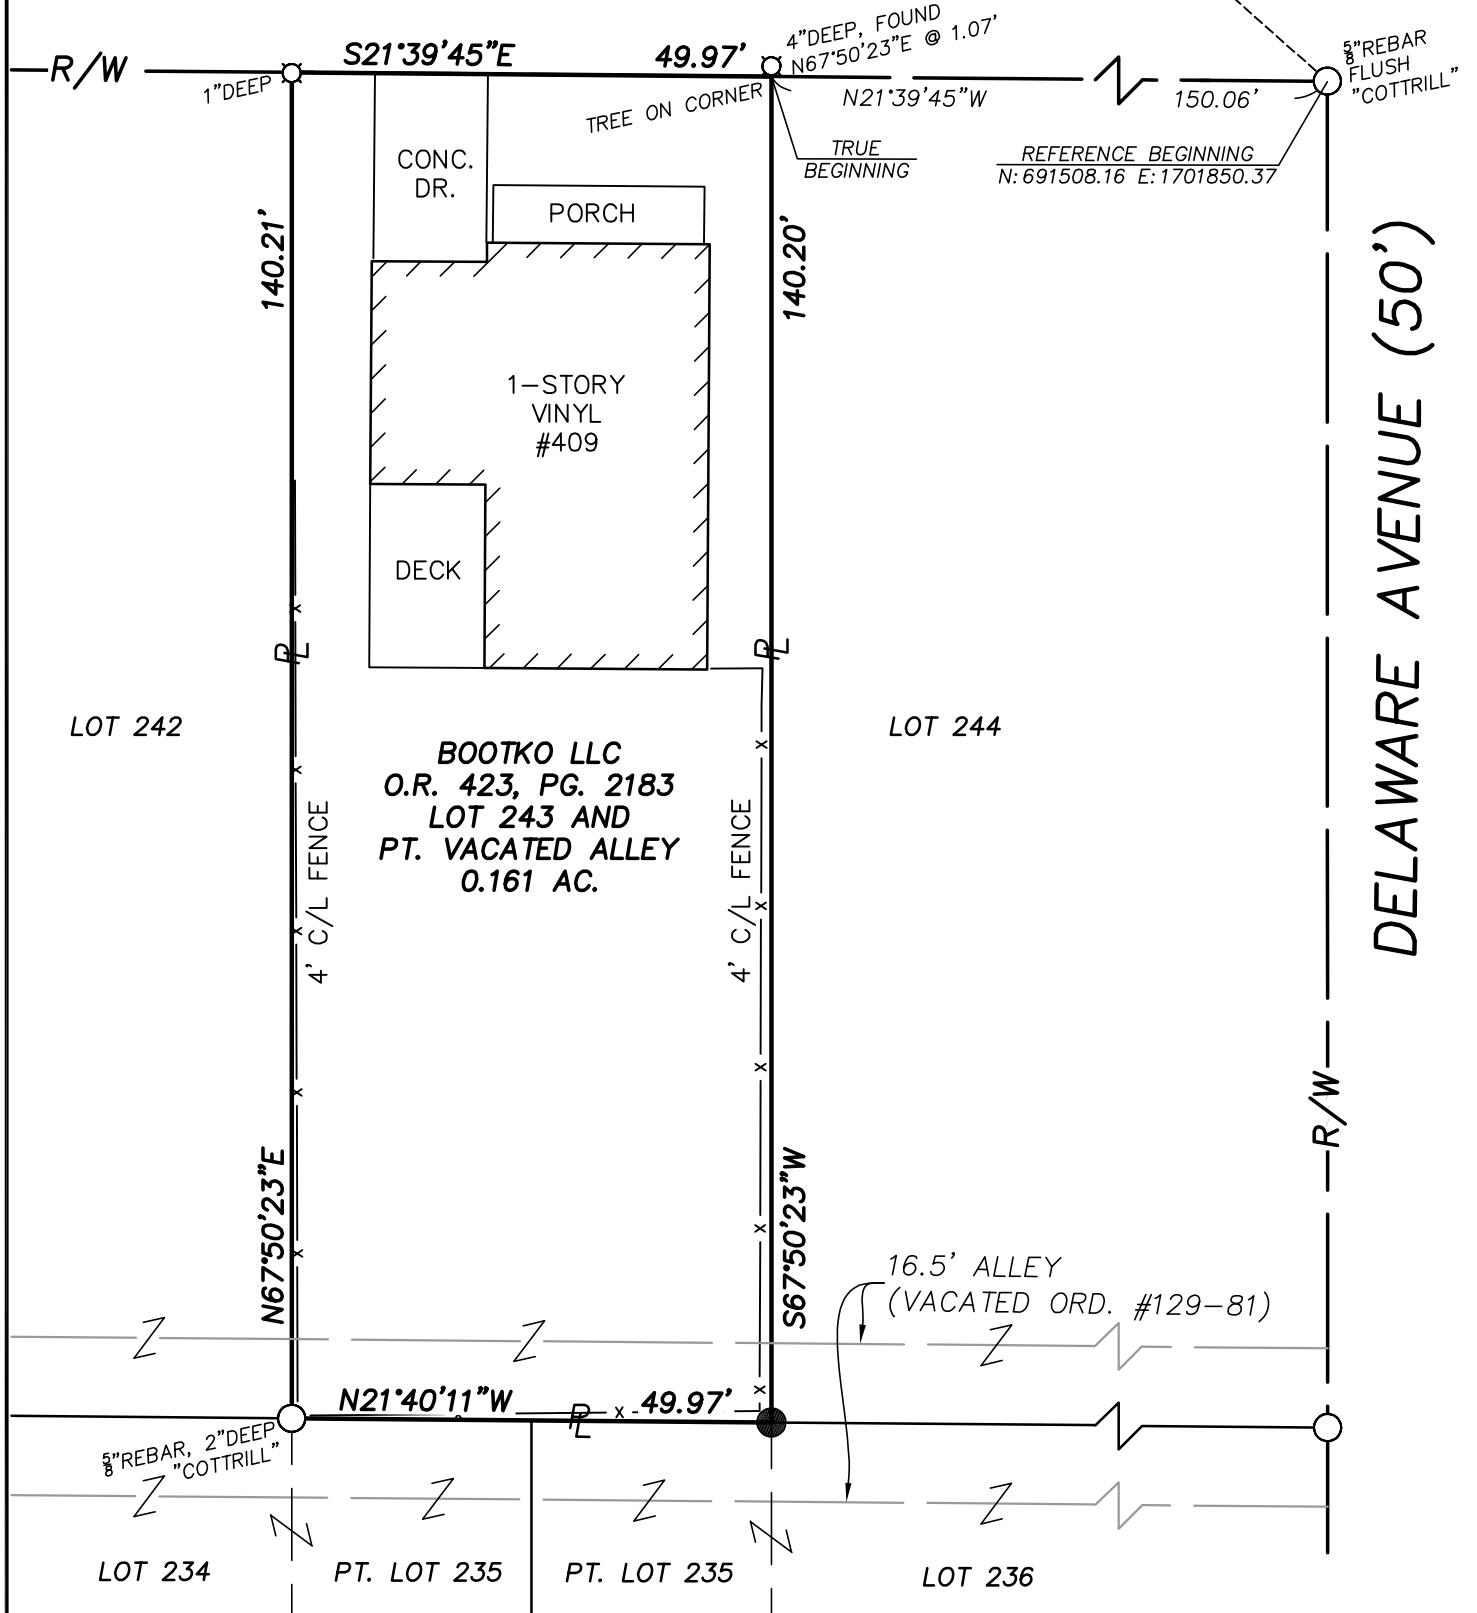 R/W
S21°39'45"E
49.97'
4"DEEP, FOUND
N67°50'23"E @ 1.07'
5/8"REBAR
FLUSH
"COTTRILL"
1"DEEP
TREE ON CORNER
N21°39'45"W
150.06'
TRUE
BEGINNING
REFERENCE BEGINNING
N:691508.16 E:1701850.37
CONC.
DR.
PORCH
140.21'
140.20'
1-STORY
VINYL
#409
DECK
DELAWARE AVENUE (50')
PL
PL
LOT 242
LOT 244
BOOTKO LLC
O.R. 423, PG. 2183
LOT 243 AND
PT. VACATED ALLEY
0.161 AC.
4' C/L FENCE
4' C/L FENCE
R/W
N67°50'23"E
S67°50'23"W
16.5' ALLEY
(VACATED ORD. #129-81)
N21°40'11"W
49.97'
PL
5/8"REBAR, 2"DEEP
"COTTRILL"
LOT 234
PT. LOT 235
PT. LOT 235
LOT 236